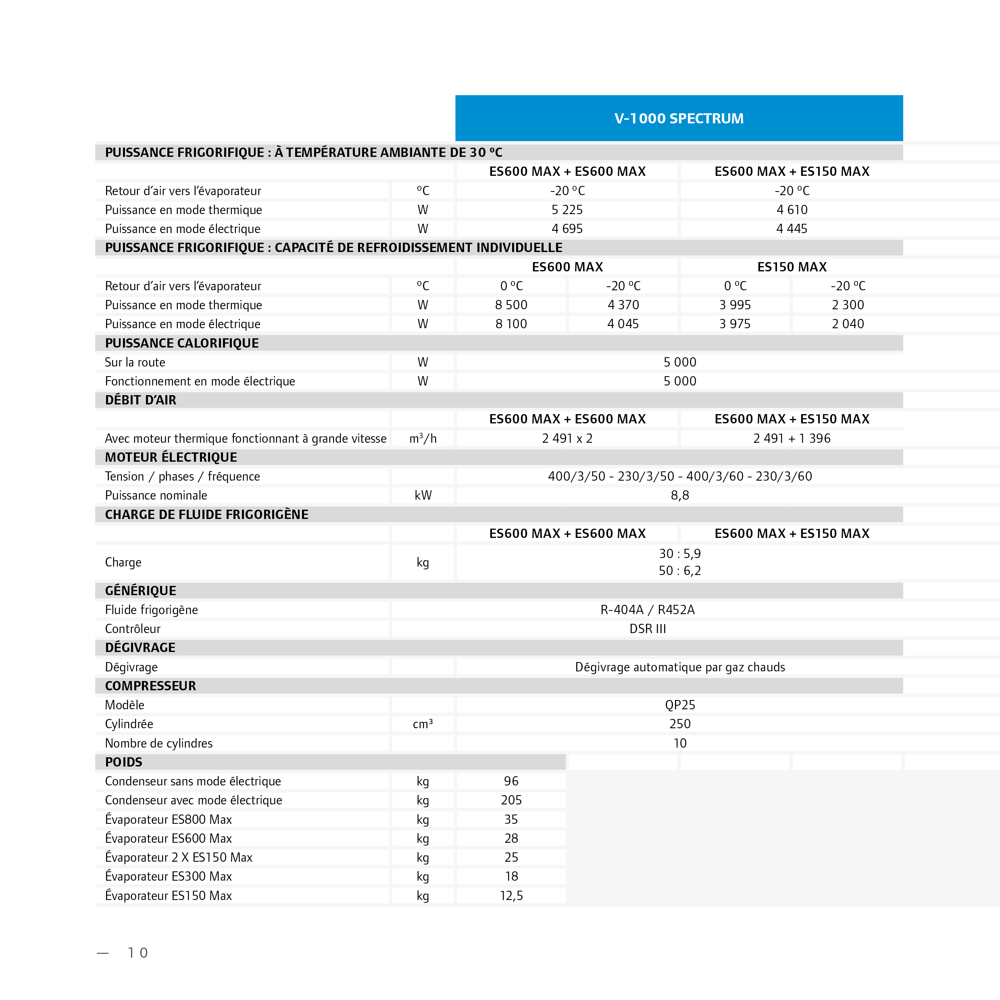 V-1000 SPECTRUM
PUISSANCE FRIGORIFIQUE : À TEMPÉRATURE AMBIANTE DE 30 ºC
ES600 MAX + ES600 MAX ES600 MAX + ES150 MAX
Retour d’air vers l’évaporateur ºC -20 ºC -20 ºC
Puissance en mode thermique W 5 225 4 610
Puissance en mode électrique W 4 695 4 445
PUISSANCE FRIGORIFIQUE : CAPACITÉ DE REFROIDISSEMENT INDIVIDUELLE
ES600 MAX ES150 MAX
Retour d’air vers l’évaporateur ºC 0 ºC -20 ºC 0 ºC -20 ºC
Puissance en mode thermique W 8 500 4 370 3 995 2 300
Puissance en mode électrique W 8 100 4 045 3 975 2 040
PUISSANCE CALORIFIQUE
Sur la route W 5 000
Fonctionnement en mode électrique W 5 000
DÉBIT D’AIR
ES600 MAX + ES600 MAX ES600 MAX + ES150 MAX
Avec moteur thermique fonctionnant à grande vitesse m³/h 2 491 x 2 2 491 + 1 396
MOTEUR ÉLECTRIQUE
Tension / phases / fréquence 400/3/50 - 230/3/50 - 400/3/60 - 230/3/60
Puissance nominale kW 8,8
CHARGE DE FLUIDE FRIGORIGÈNE
ES600 MAX + ES600 MAX ES600 MAX + ES150 MAX
Charge kg 30 : 5,9
50 : 6,2
GÉNÉRIQUE
Fluide frigorigène R-404A / R452A
Contrôleur DSR III
DÉGIVRAGE
Dégivrage Dégivrage automatique par gaz chauds
COMPRESSEUR
Modèle QP25
Cylindrée cm³ 250
Nombre de cylindres 10
POIDS
Condenseur sans mode électrique kg 96
Condenseur avec mode électrique kg 205
Évaporateur ES800 Max kg 35
Évaporateur ES600 Max kg 28
Évaporateur 2 X ES150 Max kg 25
Évaporateur ES300 Max kg 18
Évaporateur ES150 Max kg 12,5
— 10